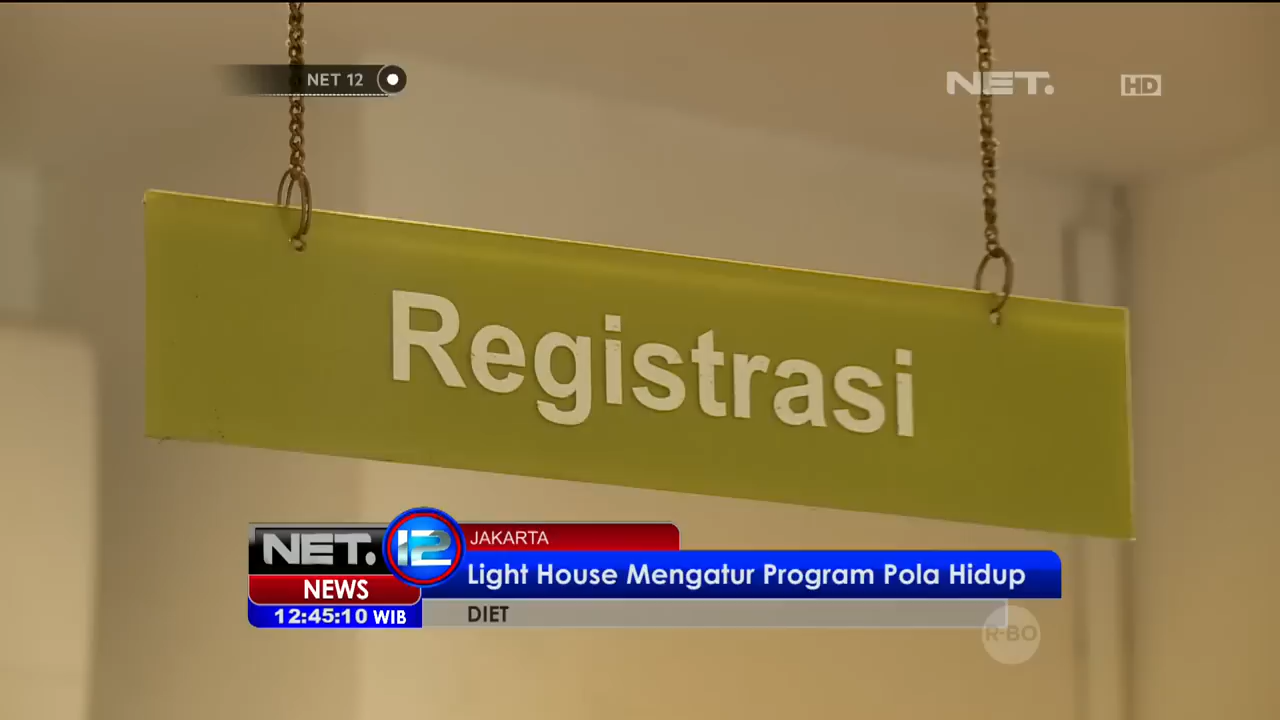 NET 12
NET.
HD
Registrasi
NET. 12
NEWS
12:45:10 WIB
JAKARTA
Light House Mengatur Program Pola Hidup
DIET
R-BO